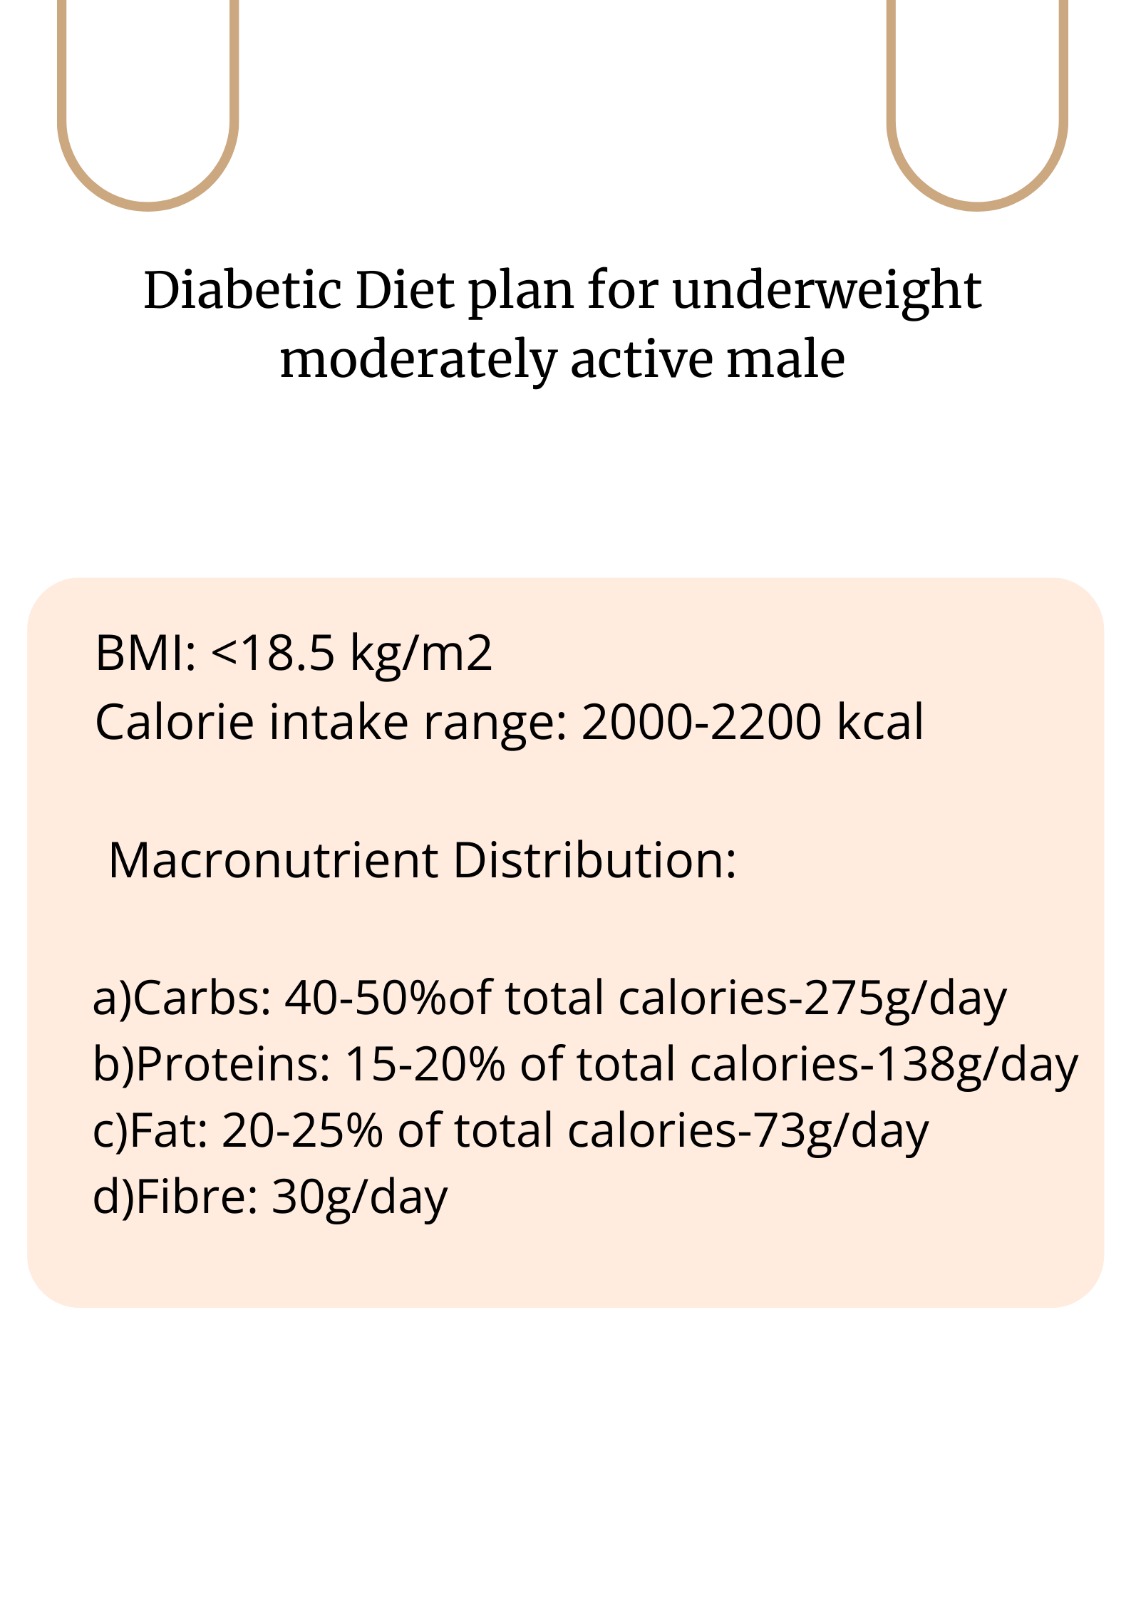 Diabetic Diet plan for underweight
moderately active male
BMI: <18.5 kg/m2
Calorie intake range: 2000-2200 kcal
Macronutrient Distribution:
a)Carbs: 40-50%of total calories-275g/day
b)Proteins: 15-20% of total calories-138g/day
c)Fat: 20-25% of total calories-73g/day
d)Fibre: 30g/day